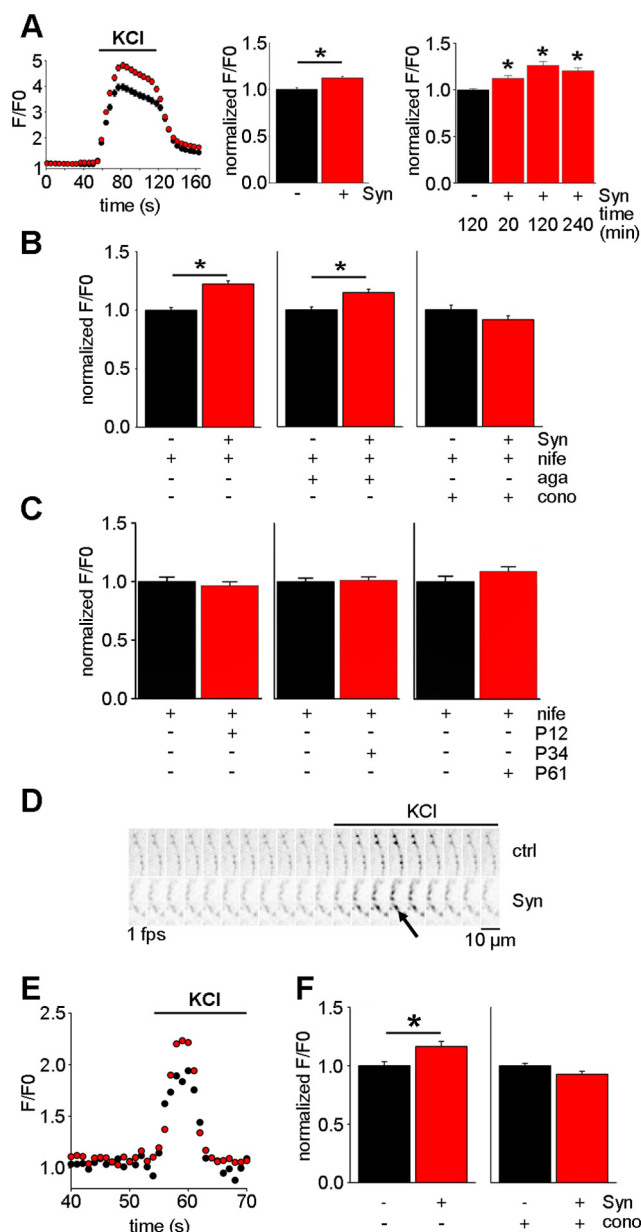 A
KCl
F/F0
5
4
3
2
1
0 40 80 120 160
time (s)
normalized F/F0
1.5
1.0
0.5
0.0
- + Syn
normalized F/F0
1.5
1.0
0.5
0.0
*
* * *
- + + + Syn
120 20 120 240 time (min)
B
normalized F/F0
1.5
1.0
0.5
0.0
* *
- + - + - + Syn
+ + + + + + nife
- - + + - - aga
- - - - + + cono
C
normalized F/F0
1.5
1.0
0.5
0.0
+ + + + + + nife
- + - - - - P12
- - - + - - P34
- - - - - + P61
D
KCl
ctrl
Syn
1 fps
10 µm
E
KCl
F/F0
2.5
2.0
1.5
1.0
40 50 60 70
time (s)
F
normalized F/F0
1.5
1.0
0.5
0.0
*
- + - + Syn
- - + + cono